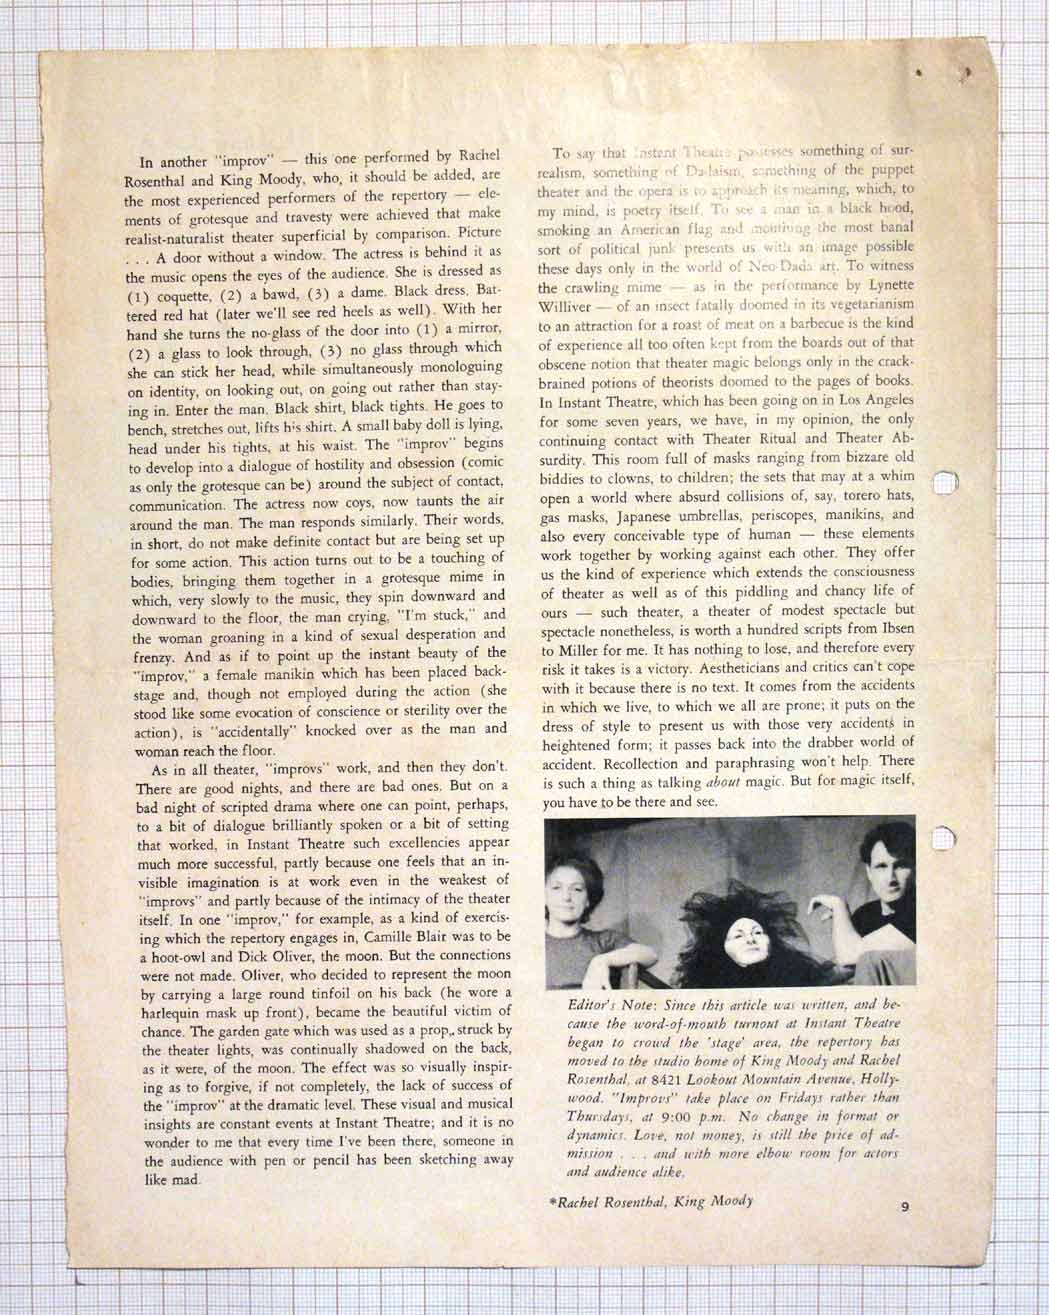 In another "improv" — this one performed by Rachel
Rosenthal and King Moody, who, it should be added, are
the most experienced performers of the repertory — ele-
ments of grotesque and travesty were achieved that make
realist-naturalist theater superficial by comparison. Picture
. . . A door without a window. The actress is behind it as
the music opens the eyes of the audience. She is dressed as
(1) coquette, (2) a bawd, (3) a dame. Black dress. Bat-
tered red hat (later we'll see red heels as well). With her
hand she turns the no-glass of the door into (1) a mirror,
(2) a glass to look through, (3) no glass through which
she can stick her head, while simultaneously monologuing
on identity, on looking out, on going out rather than stay-
ing in. Enter the man. Black shirt, black tights. He goes to
bench, stretches out, lifts his shirt. A small baby doll is lying,
head under his tights, at his waist. The "improv" begins
to develop into a dialogue of hostility and obsession (comic
as only the grotesque can be) around the subject of contact,
communication. The actress now coys, now taunts the air
around the man. The man responds similarly. Their words,
in short, do not make definite contact but are being set up
for some action. This action turns out to be a touching of
bodies, bringing them together in a grotesque mime in
which, very slowly to the music, they spin downward and
downward to the floor, the man crying, "I'm stuck," and
the woman groaning in a kind of sexual desperation and
frenzy. And as if to point up the instant beauty of the
"improv," a female manikin which has been placed back-
stage and, though not employed during the action (she
stood like some evocation of conscience or sterility over the
action), is "accidentally" knocked over as the man and
woman reach the floor.
As in all theater, "improvs" work, and then they don't.
There are good nights, and there are bad ones. But on a
bad night of scripted drama where one can point, perhaps,
to a bit of dialogue brilliantly spoken or a bit of setting
that worked, in Instant Theatre such excellencies appear
much more successful, partly because one feels that an in-
visible imagination is at work even in the weakest of
"improvs" and partly because of the intimacy of the theater
itself. In one "improv," for example, as a kind of exercis-
ing which the repertory engages in, Camille Blair was to be
a hoot-owl and Dick Oliver, the moon. But the connections
were not made. Oliver, who decided to represent the moon
by carrying a large round tinfoil on his back (he wore a
harlequin mask up front), became the beautiful victim of
chance. The garden gate which was used as a prop, struck by
the theater lights, was continually shadowed on the back,
as it were, of the moon. The effect was so visually inspir-
ing as to forgive, if not completely, the lack of success of
the "improv" at the dramatic level. These visual and musical
insights are constant events at Instant Theatre; and it is no
wonder to me that every time I've been there, someone in
the audience with pen or pencil has been sketching away
like mad.
To say that Instant Theatre possesses something of sur-
realism, something of Dadaism, something of the puppet
theater and the opera is to approach its meaning, which, to
my mind, is poetry itself. To see a man in a black hood,
smoking an American flag and mouthing the most banal
sort of political junk presents us with an image possible
these days only in the world of Neo-Dada art. To witness
the crawling mime — as in the performance by Lynette
Williver — of an insect fatally doomed in its vegetarianism
to an attraction for a roast of meat on a barbecue is the kind
of experience all too often kept from the boards out of that
obscene notion that theater magic belongs only in the crack-
brained potions of theorists doomed to the pages of books.
In Instant Theatre, which has been going on in Los Angeles
for some seven years, we have, in my opinion, the only
continuing contact with Theater Ritual and Theater Ab-
surdity. This room full of masks ranging from bizzare old
biddies to clowns, to children; the sets that may at a whim
open a world where absurd collisions of, say, torero hats,
gas masks, Japanese umbrellas, periscopes, manikins, and
also every conceivable type of human — these elements
work together by working against each other. They offer
us the kind of experience which extends the consciousness
of theater as well as of this piddling and chancy life of
ours — such theater, a theater of modest spectacle but
spectacle nonetheless, is worth a hundred scripts from Ibsen
to Miller for me. It has nothing to lose, and therefore every
risk it takes is a victory. Aestheticians and critics can't cope
with it because there is no text. It comes from the accidents
in which we live, to which we all are prone; it puts on the
dress of style to present us with those very accidents in
heightened form; it passes back into the drabber world of
accident. Recollection and paraphrasing won't help. There
is such a thing as talking about magic. But for magic itself,
you have to be there and see.
Editor's Note: Since this article was written, and be-
cause the word-of-mouth turnout at Instant Theatre
began to crowd the 'stage' area, the repertory has
moved to the studio home of King Moody and Rachel
Rosenthal, at 8421 Lookout Mountain Avenue, Holly-
wood. "Improvs" take place on Fridays rather than
Thursdays, at 9:00 p.m. No change in format or
dynamics. Love, not money, is still the price of ad-
mission . . . and with more elbow room for actors
and audience alike.
*Rachel Rosenthal, King Moody
9